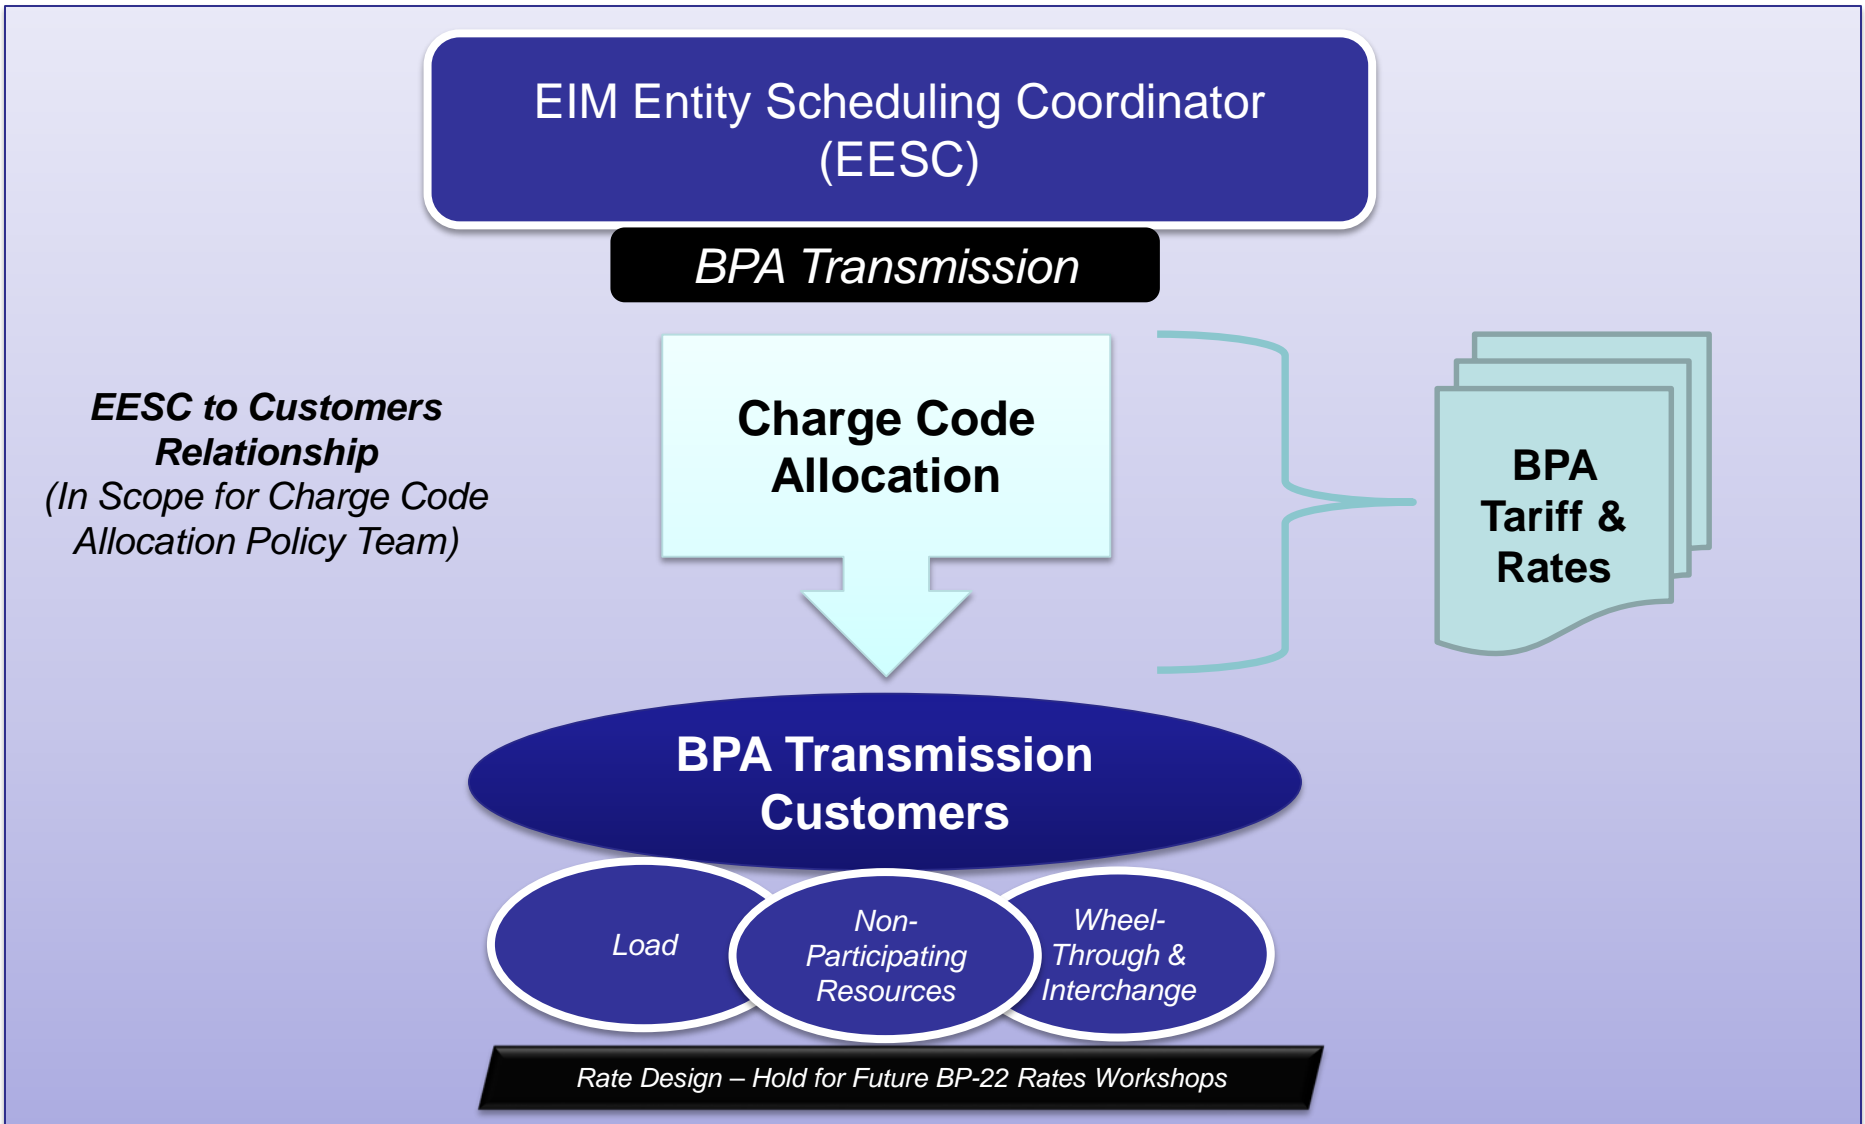 EIM Entity Scheduling Coordinator
(EESC)
BPA Transmission
EESC to Customers
Relationship
(In Scope for Charge Code
Allocation Policy Team)
Charge Code
Allocation
BPA
Tariff &
Rates
BPA Transmission
Customers
Load
Non-
Participating
Resources
Wheel-
Through &
Interchange
Rate Design – Hold for Future BP-22 Rates Workshops